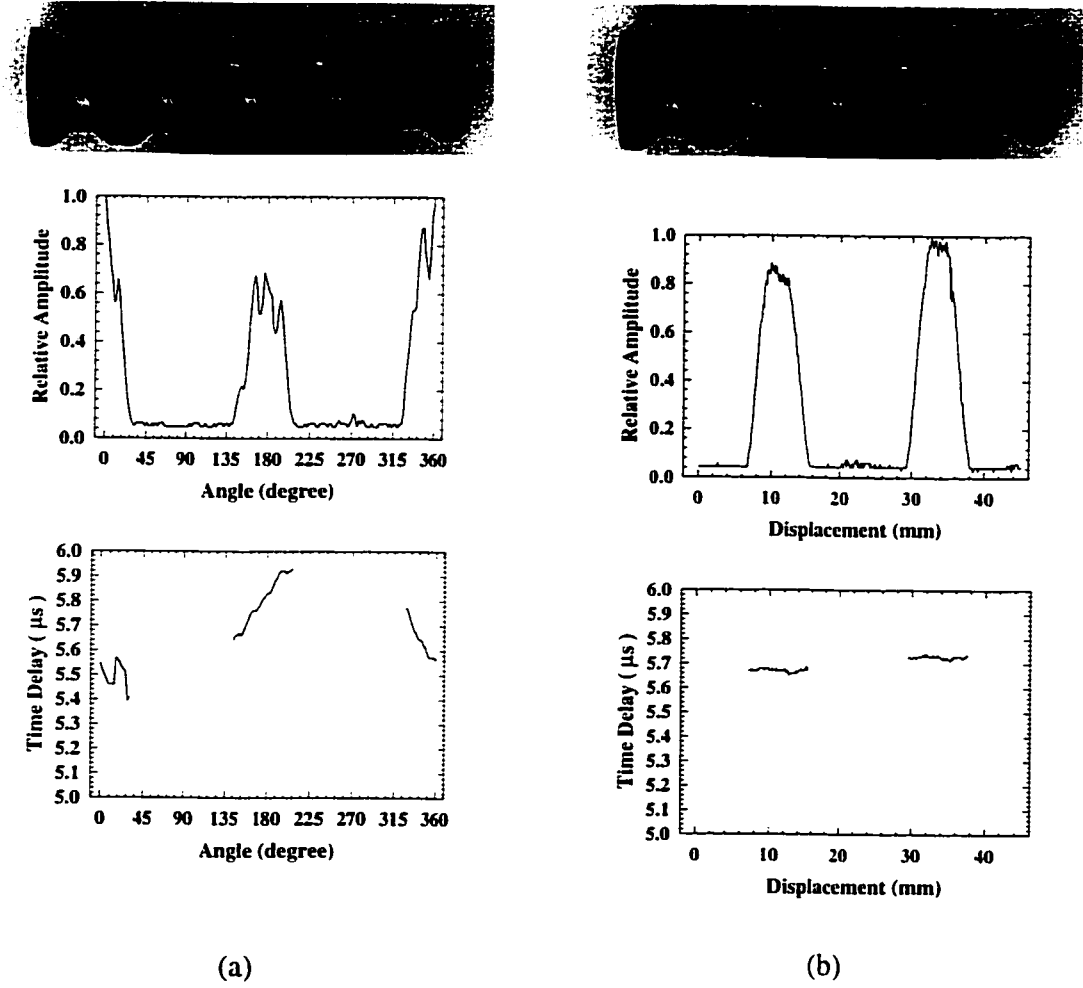 1.0
0.8
0.6
0.4
0.2
0.0
Relative Amplitude
0 45 90 135 180 225 270 315 360
Angle (degree)
6.0
5.9
5.8
5.7
5.6
5.5
5.4
5.3
5.2
5.1
5.0
Time Delay ( μs )
0 45 90 135 180 225 270 315 360
Angle (degree)
(a)
1.0
0.8
0.6
0.4
0.2
0.0
Relative Amplitude
0 10 20 30 40
Displacement (mm)
6.0
5.9
5.8
5.7
5.6
5.5
5.4
5.3
5.2
5.1
5.0
Time Delay ( μs )
0 10 20 30 40
Displacement (mm)
(b)